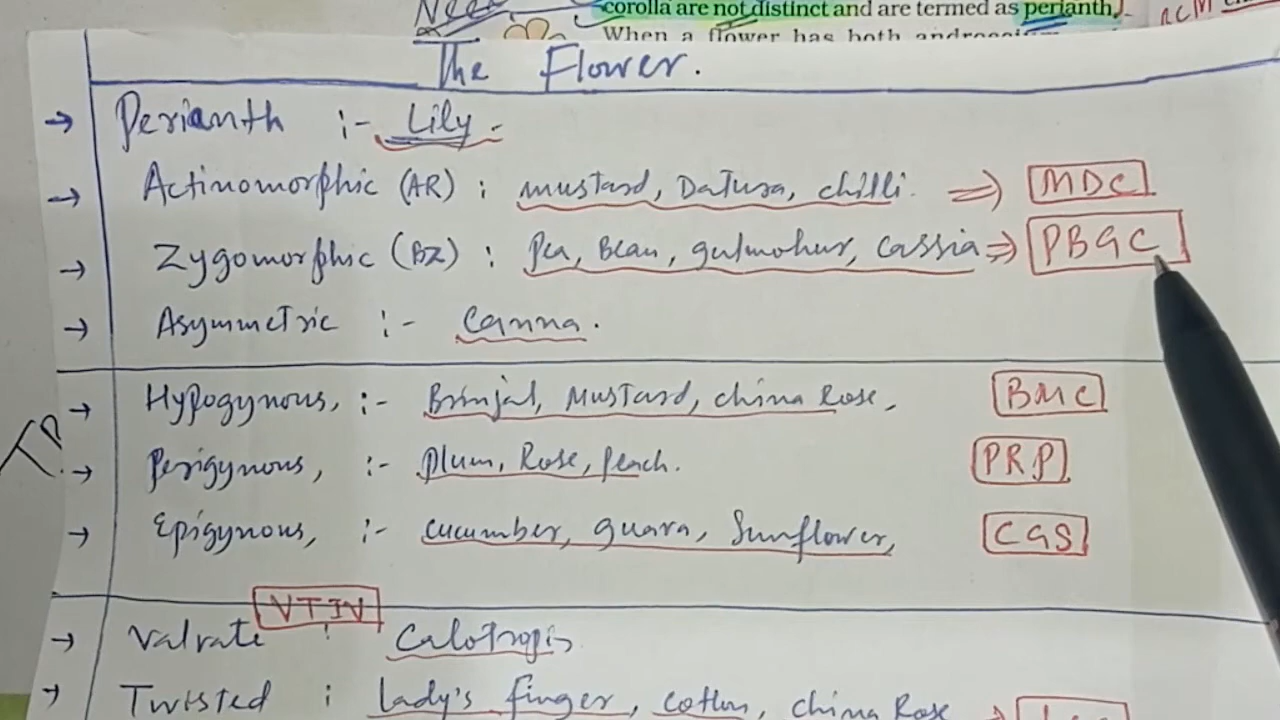 Need corolla are not distinct and are termed as perianth.
When a flower has both
The Flower.
→ Perianth :- Lily.
→ Actinomorphic (AR) : mustard, Datura, chilli. ⇒ MDC
→ Zygomorphic (BZ) : Pea, Bean, gulmohur, cassia ⇒ PBGC
→ Asymmetric :- Canna.
→ Hypogynous, :- Brinjal, Mustard, china Rose, BMC
→ Perigynous, :- Plum, Rose, Peach. PRP
→ Epigynous, :- cucumber, guava, Sunflower, CGS
VTIV
→ Valvate : Calotropis
→ Twisted : lady's finger, cotton, china Rose →